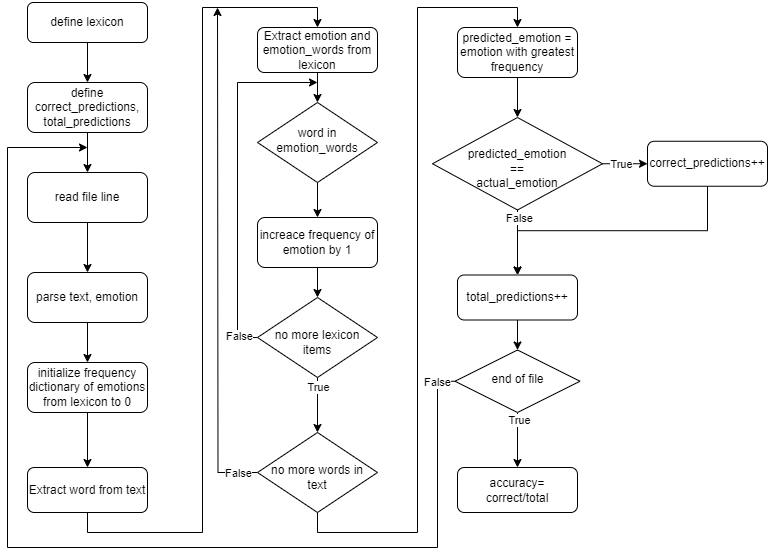 define lexicon
define
correct_predictions,
total_predictions
read file line
parse text, emotion
initialize frequency
dictionary of emotions
from lexicon to 0
Extract word from text
Extract emotion and
emotion_words from
lexicon
word in
emotion_words
increace frequency of
emotion by 1
no more lexicon
items
False
True
no more words in
text
False
predicted_emotion =
emotion with greatest
frequency
predicted_emotion
==
actual_emotion
True
correct_predictions++
False
total_predictions++
end of file
False
True
accuracy=
correct/total